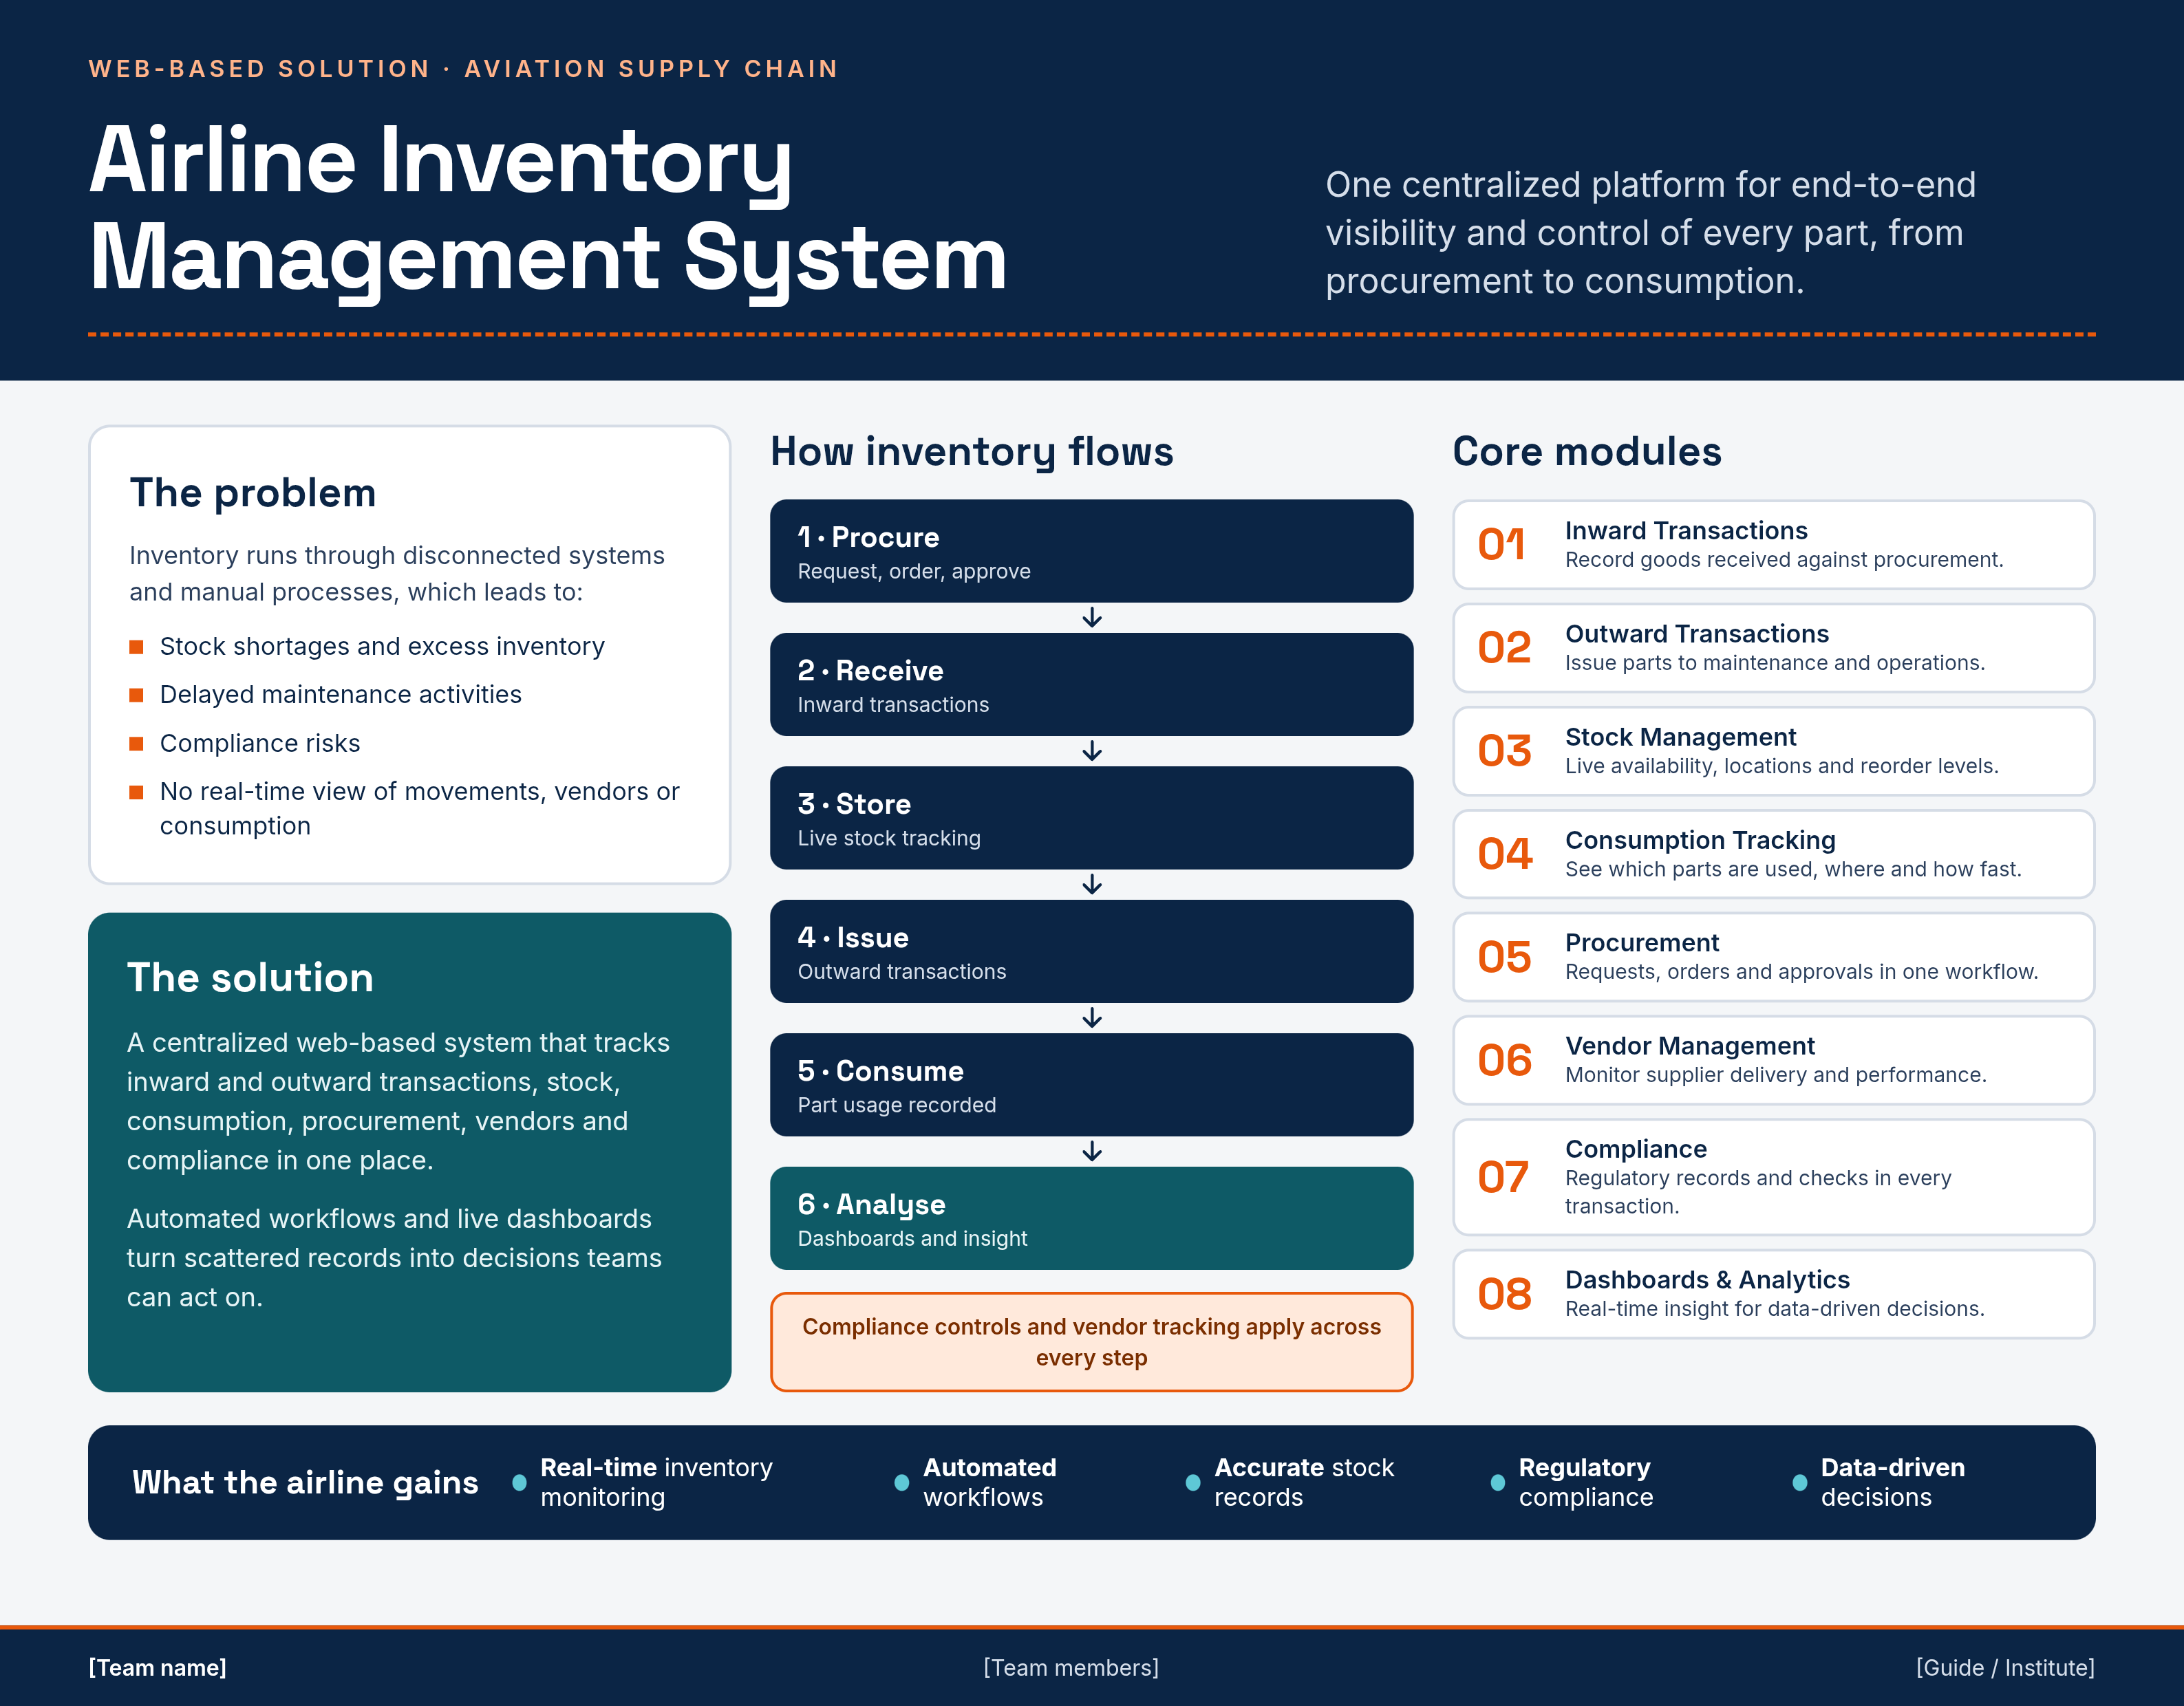 WEB-BASED SOLUTION · AVIATION SUPPLY CHAIN
Airline Inventory
Management System
One centralized platform for end-to-end
visibility and control of every part, from
procurement to consumption.
The problem
Inventory runs through disconnected systems
and manual processes, which leads to:
Stock shortages and excess inventory
Delayed maintenance activities
Compliance risks
No real-time view of movements, vendors or
consumption
The solution
A centralized web-based system that tracks
inward and outward transactions, stock,
consumption, procurement, vendors and
compliance in one place.
Automated workflows and live dashboards
turn scattered records into decisions teams
can act on.
How inventory flows
1 · Procure
Request, order, approve
2 · Receive
Inward transactions
3 · Store
Live stock tracking
4 · Issue
Outward transactions
5 · Consume
Part usage recorded
6 · Analyse
Dashboards and insight
Compliance controls and vendor tracking apply across
every step
Core modules
01
Inward Transactions
Record goods received against procurement.
02
Outward Transactions
Issue parts to maintenance and operations.
03
Stock Management
Live availability, locations and reorder levels.
04
Consumption Tracking
See which parts are used, where and how fast.
05
Procurement
Requests, orders and approvals in one workflow.
06
Vendor Management
Monitor supplier delivery and performance.
07
Compliance
Regulatory records and checks in every
transaction.
08
Dashboards & Analytics
Real-time insight for data-driven decisions.
What the airline gains
Real-time inventory
monitoring
Automated
workflows
Accurate stock
records
Regulatory
compliance
Data-driven
decisions
[Team name]
[Team members]
[Guide / Institute]